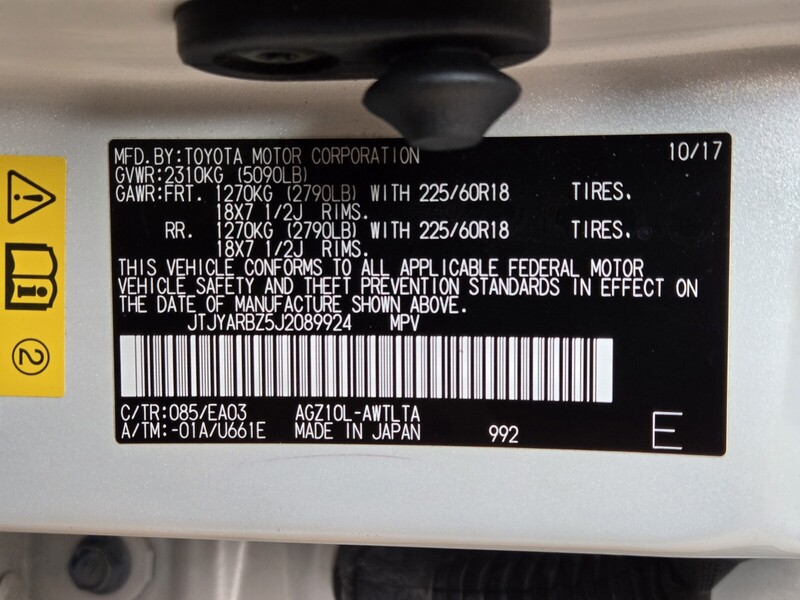 MFD.BY:TOYOTA MOTOR CORPORATION 10/17
GVWR:2310KG (5090LB)
GAWR:FRT. 1270KG (2790LB) WITH 225/60R18 TIRES.
18X7 1/2J RIMS.
RR. 1270KG (2790LB) WITH 225/60R18 TIRES.
18X7 1/2J RIMS.
THIS VEHICLE CONFORMS TO ALL APPLICABLE FEDERAL MOTOR
VEHICLE SAFETY AND THEFT PREVENTION STANDARDS IN EFFECT ON
THE DATE OF MANUFACTURE SHOWN ABOVE.
JTJYARBZ5J2089924 MPV
C/TR:085/EA03 AGZ10L-AWTLTA
A/TM:-01A/U661E MADE IN JAPAN 992 E
2